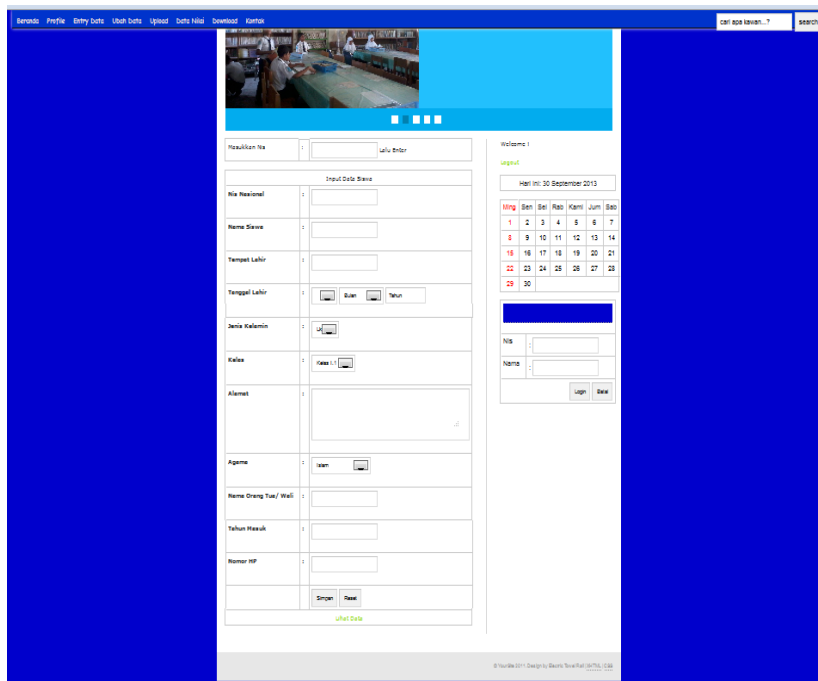 Beranda Profile Entry Data Ubah Data Upload Data Nilai Download Kontak
cari apa kawan...? search
Masukkan Nis : Lalu Enter
Input Data Siswa
Nis Nasional :
Nama Siswa :
Tempat Lahir :
Tanggal Lahir : Bulan Tahun
Jenis Kelamin :
Kelas : Kelas
Alamat :
Agama : Islam
Nama Orang Tua/ Wali :
Tahun Masuk :
Nomor HP :
Simpan Reset
Lihat Data
Welcome !
Logout
Hari ini: 30 September 2013
Ming Sen Sel Rab Kami Jum Sab
1 2 3 4 5 6 7
8 9 10 11 12 13 14
15 16 17 18 19 20 21
22 23 24 25 26 27 28
29 30
Nis :
Nama :
Login Batal